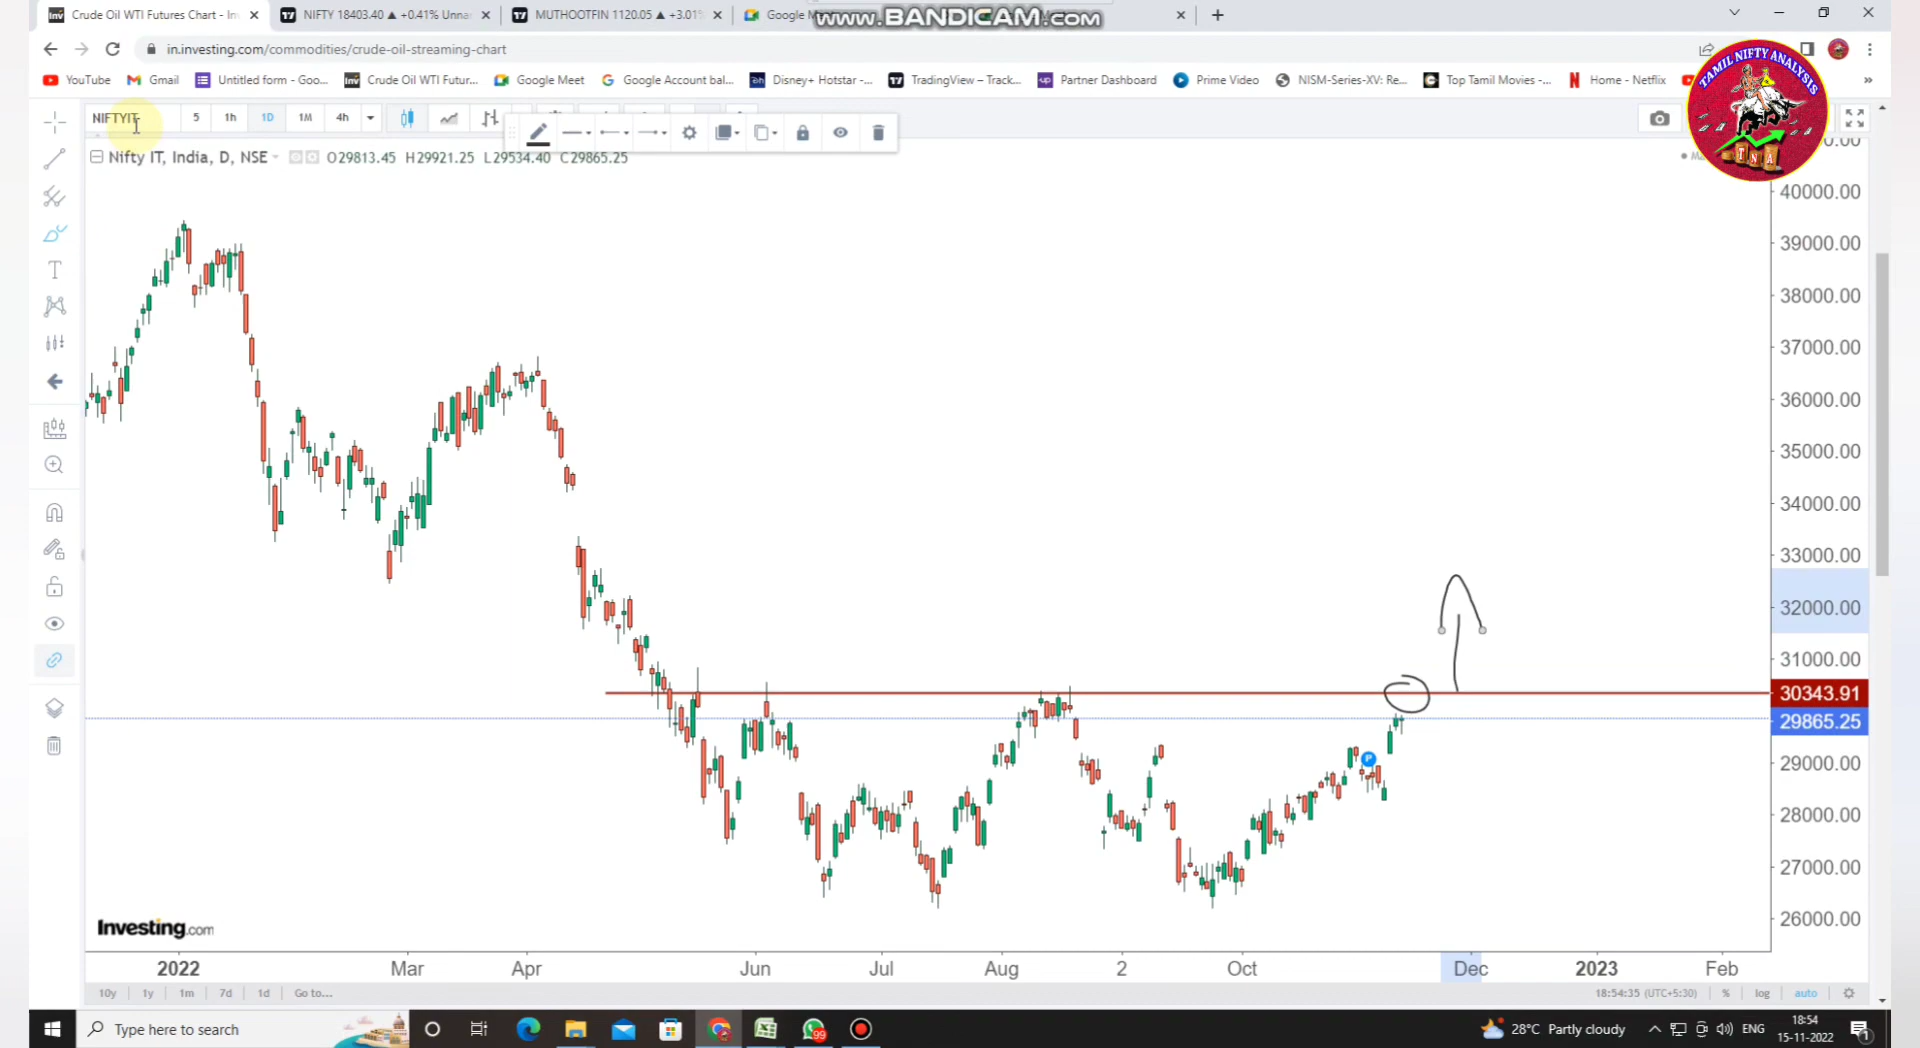 Crude Oil WTI Futures Chart - Inv
NIFTY 18403.40 ▲ +0.41% Unna
MUTHOOTFIN 1120.05 ▲ +3.01%
Google
www.BANDICAM.com
in.investing.com/commodities/crude-oil-streaming-chart
YouTube
Gmail
Untitled form - Goo...
Crude Oil WTI Futur...
Google Meet
Google Account bal...
Disney+ Hotstar -...
TradingView – Track...
Partner Dashboard
Prime Video
NISM-Series-XV: Re...
Top Tamil Movies -...
Home - Netflix
TAMIL NIFTY ANALYSIS
T N A
NIFTYIT
5 1h 1D 1M 4h
Nifty IT, India, D, NSE O29813.45 H29921.25 L29534.40 C29865.25
40000.00
39000.00
38000.00
37000.00
36000.00
35000.00
34000.00
33000.00
32000.00
31000.00
30343.91
29865.25
29000.00
28000.00
27000.00
26000.00
P
Investing.com
2022 Mar Apr Jun Jul Aug 2 Oct Dec 2023 Feb
10y 1y 1m 7d 1d Go to... 18:54:35 (UTC+5:30) % log auto
Type here to search
99
28°C Partly cloudy
ENG
18:54
15-11-2022
1